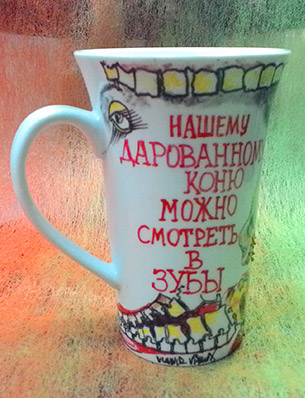 НАШЕМУ
ДАРОВАННОМУ
КОНЮ
МОЖНО
СМОТРЕТЬ
В
ЗУБЫ